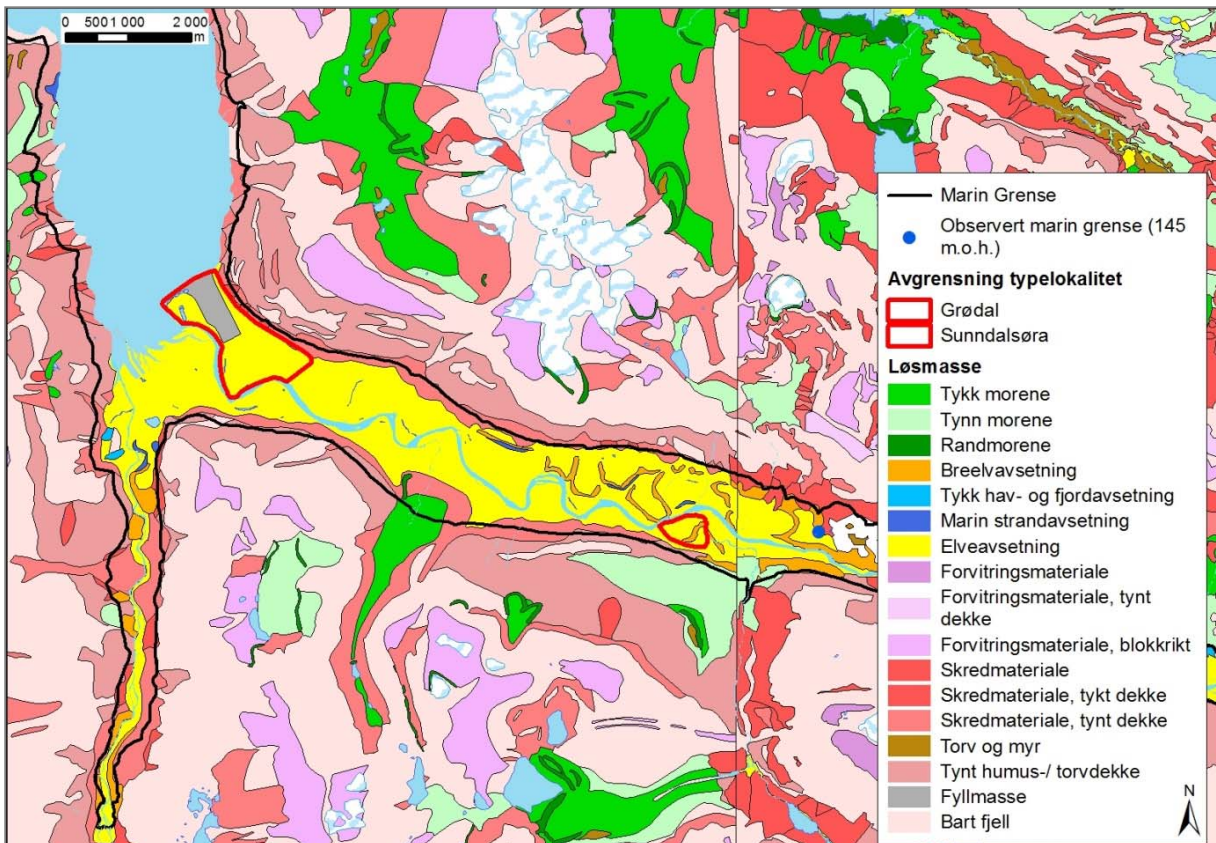 0 500 1 000 2 000
m
Marin Grense
Observert marin grense (145
m.o.h.)
Avgrensning typelokalitet
Grødal
Sunndalsøra
Løsmasse
Tykk morene
Tynn morene
Randmorene
Breelvavsetning
Tykk hav- og fjordavsetning
Marin strandavsetning
Elveavsetning
Forvitringsmateriale
Forvitringsmateriale, tynt
dekke
Forvitringsmateriale, blokkrikt
Skredmateriale
Skredmateriale, tykt dekke
Skredmateriale, tynt dekke
Torv og myr
Tynt humus-/ torvdekke
Fyllmasse
Bart fjell
N